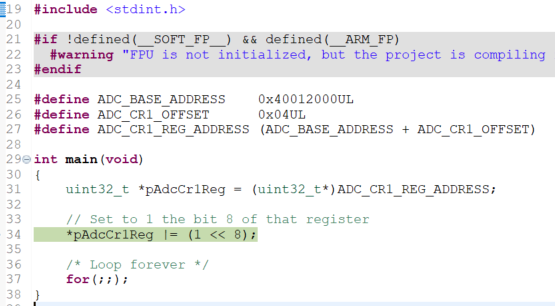 19 #include <stdint.h>
20
21 #if !defined(__SOFT_FP__) && defined(__ARM_FP)
22   #warning "FPU is not initialized, but the project is compiling
23 #endif
24
25 #define ADC_BASE_ADDRESS    0x40012000UL
26 #define ADC_CR1_OFFSET      0x04UL
27 #define ADC_CR1_REG_ADDRESS (ADC_BASE_ADDRESS + ADC_CR1_OFFSET)
28
29 int main(void)
30 {
31     uint32_t *pAdcCr1Reg = (uint32_t*)ADC_CR1_REG_ADDRESS;
32
33     // Set to 1 the bit 8 of that register
34     *pAdcCr1Reg |= (1 << 8);
35
36     /* Loop forever */
37     for(;;);
38 }